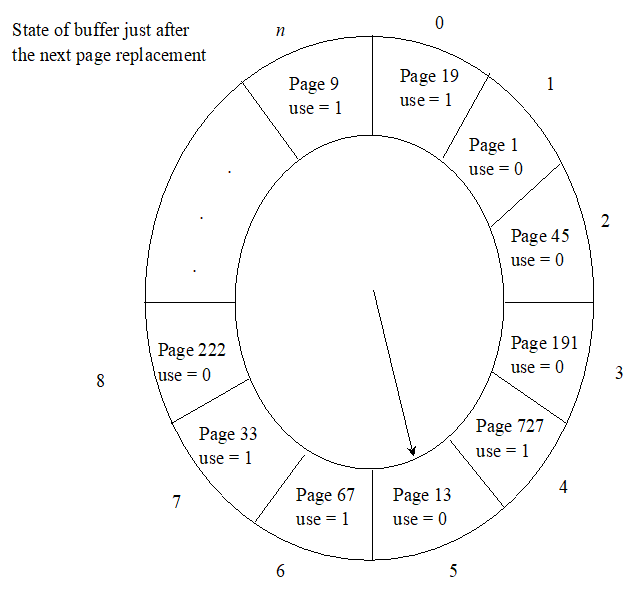 State of buffer just after
the next page replacement
n
0
Page 9
use = 1
Page 19
use = 1
1
Page 1
use = 0
2
Page 45
use = 0
3
Page 191
use = 0
4
Page 727
use = 1
5
Page 13
use = 0
6
Page 67
use = 1
7
Page 33
use = 1
8
Page 222
use = 0